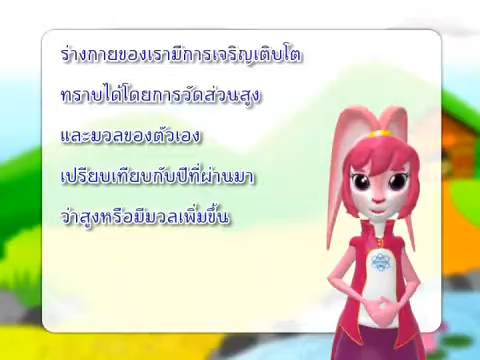 ร่างกายของเรามีการเจริญเติบโต
ทราบได้โดยการวัดส่วนสูง
และมวลของตัวเอง
เปรียบเทียบกับปีที่ผ่านมา
ว่าสูงหรือมีมวลเพิ่มขึ้น